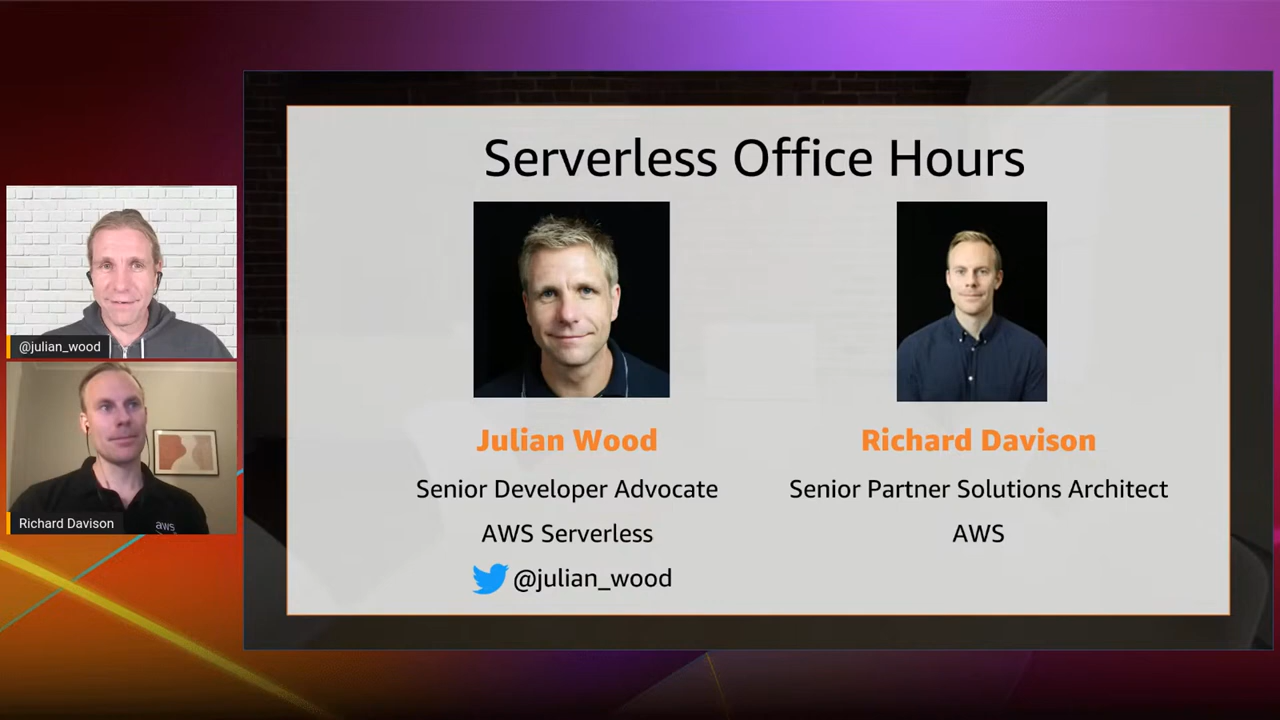 Serverless Office Hours
Julian Wood
Senior Developer Advocate
AWS Serverless
@julian_wood
Richard Davison
Senior Partner Solutions Architect
AWS
@julian_wood
Richard Davison
aws